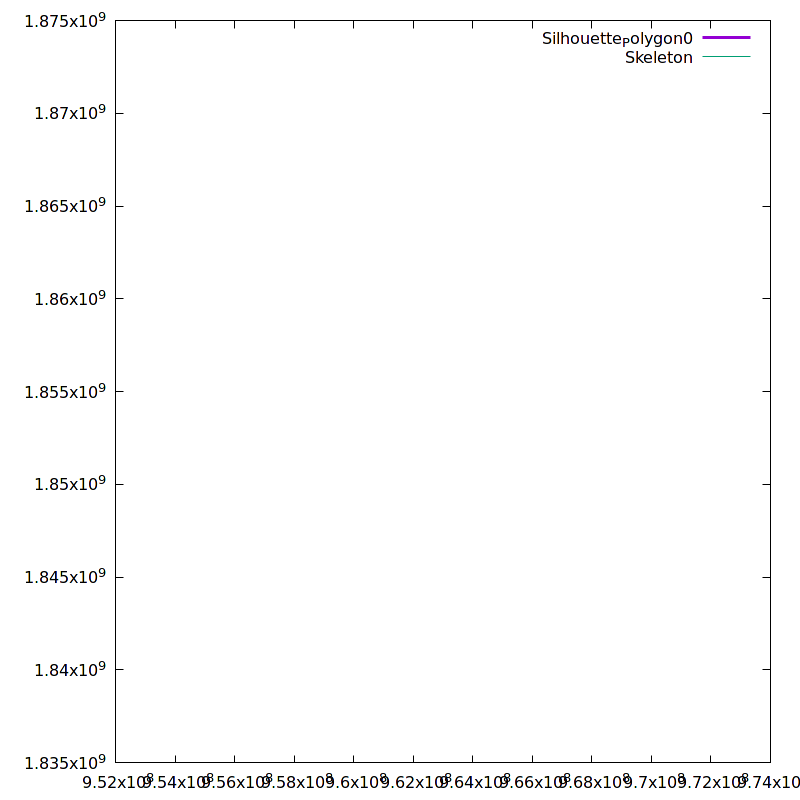 1.875x10⁹
SilhouettePolygon0
Skeleton
1.87x10⁹
1.865x10⁹
1.86x10⁹
1.855x10⁹
1.85x10⁹
1.845x10⁹
1.84x10⁹
1.835x10⁹
9.52x10⁸ 9.54x10⁸ 9.56x10⁸ 9.58x10⁸ 9.6x10⁸ 9.62x10⁸ 9.64x10⁸ 9.66x10⁸ 9.68x10⁸ 9.7x10⁸ 9.72x10⁸ 9.74x10